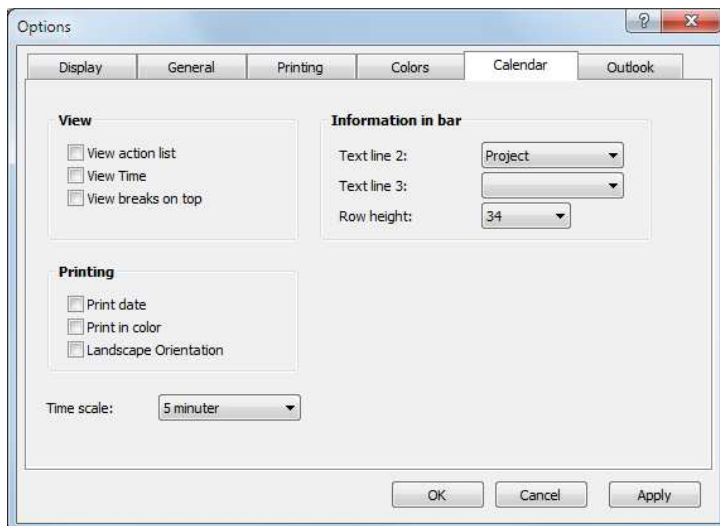 Options
Display General Printing Colors Calendar Outlook
View
View action list
View Time
View breaks on top
Information in bar
Text line 2: Project
Text line 3:
Row height: 34
Printing
Print date
Print in color
Landscape Orientation
Time scale: 5 minuter
OK Cancel Apply